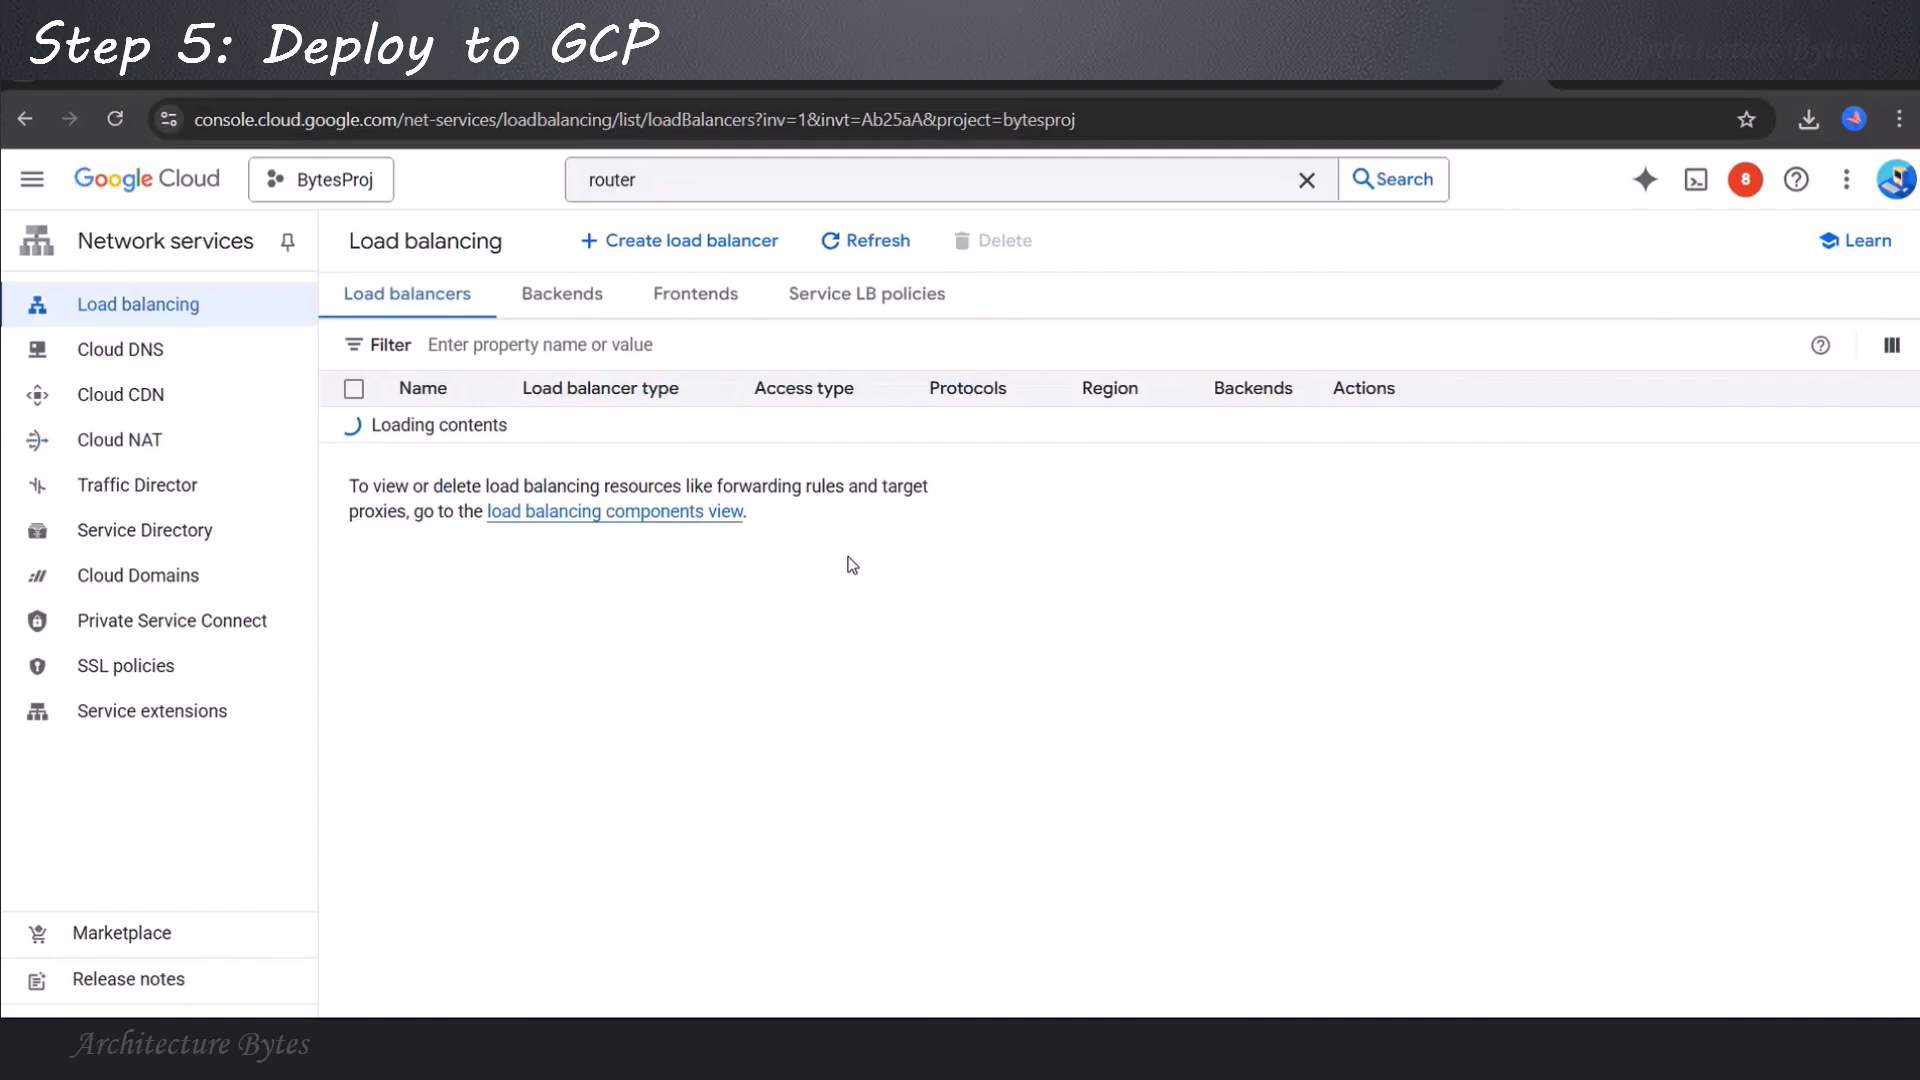 Step 5: Deploy to GCP
Architecture Bytes
console.cloud.google.com/net-services/loadbalancing/list/loadBalancers?inv=1&invt=Ab25aA&project=bytesproj
Google Cloud
BytesProj
router
Search
8
Network services
Load balancing
Create load balancer
Refresh
Delete
Learn
Load balancing
Cloud DNS
Cloud CDN
Cloud NAT
Traffic Director
Service Directory
Cloud Domains
Private Service Connect
SSL policies
Service extensions
Marketplace
Release notes
Load balancers
Backends
Frontends
Service LB policies
Filter
Enter property name or value
Name
Load balancer type
Access type
Protocols
Region
Backends
Actions
Loading contents
To view or delete load balancing resources like forwarding rules and target
proxies, go to the load balancing components view.
Architecture Bytes